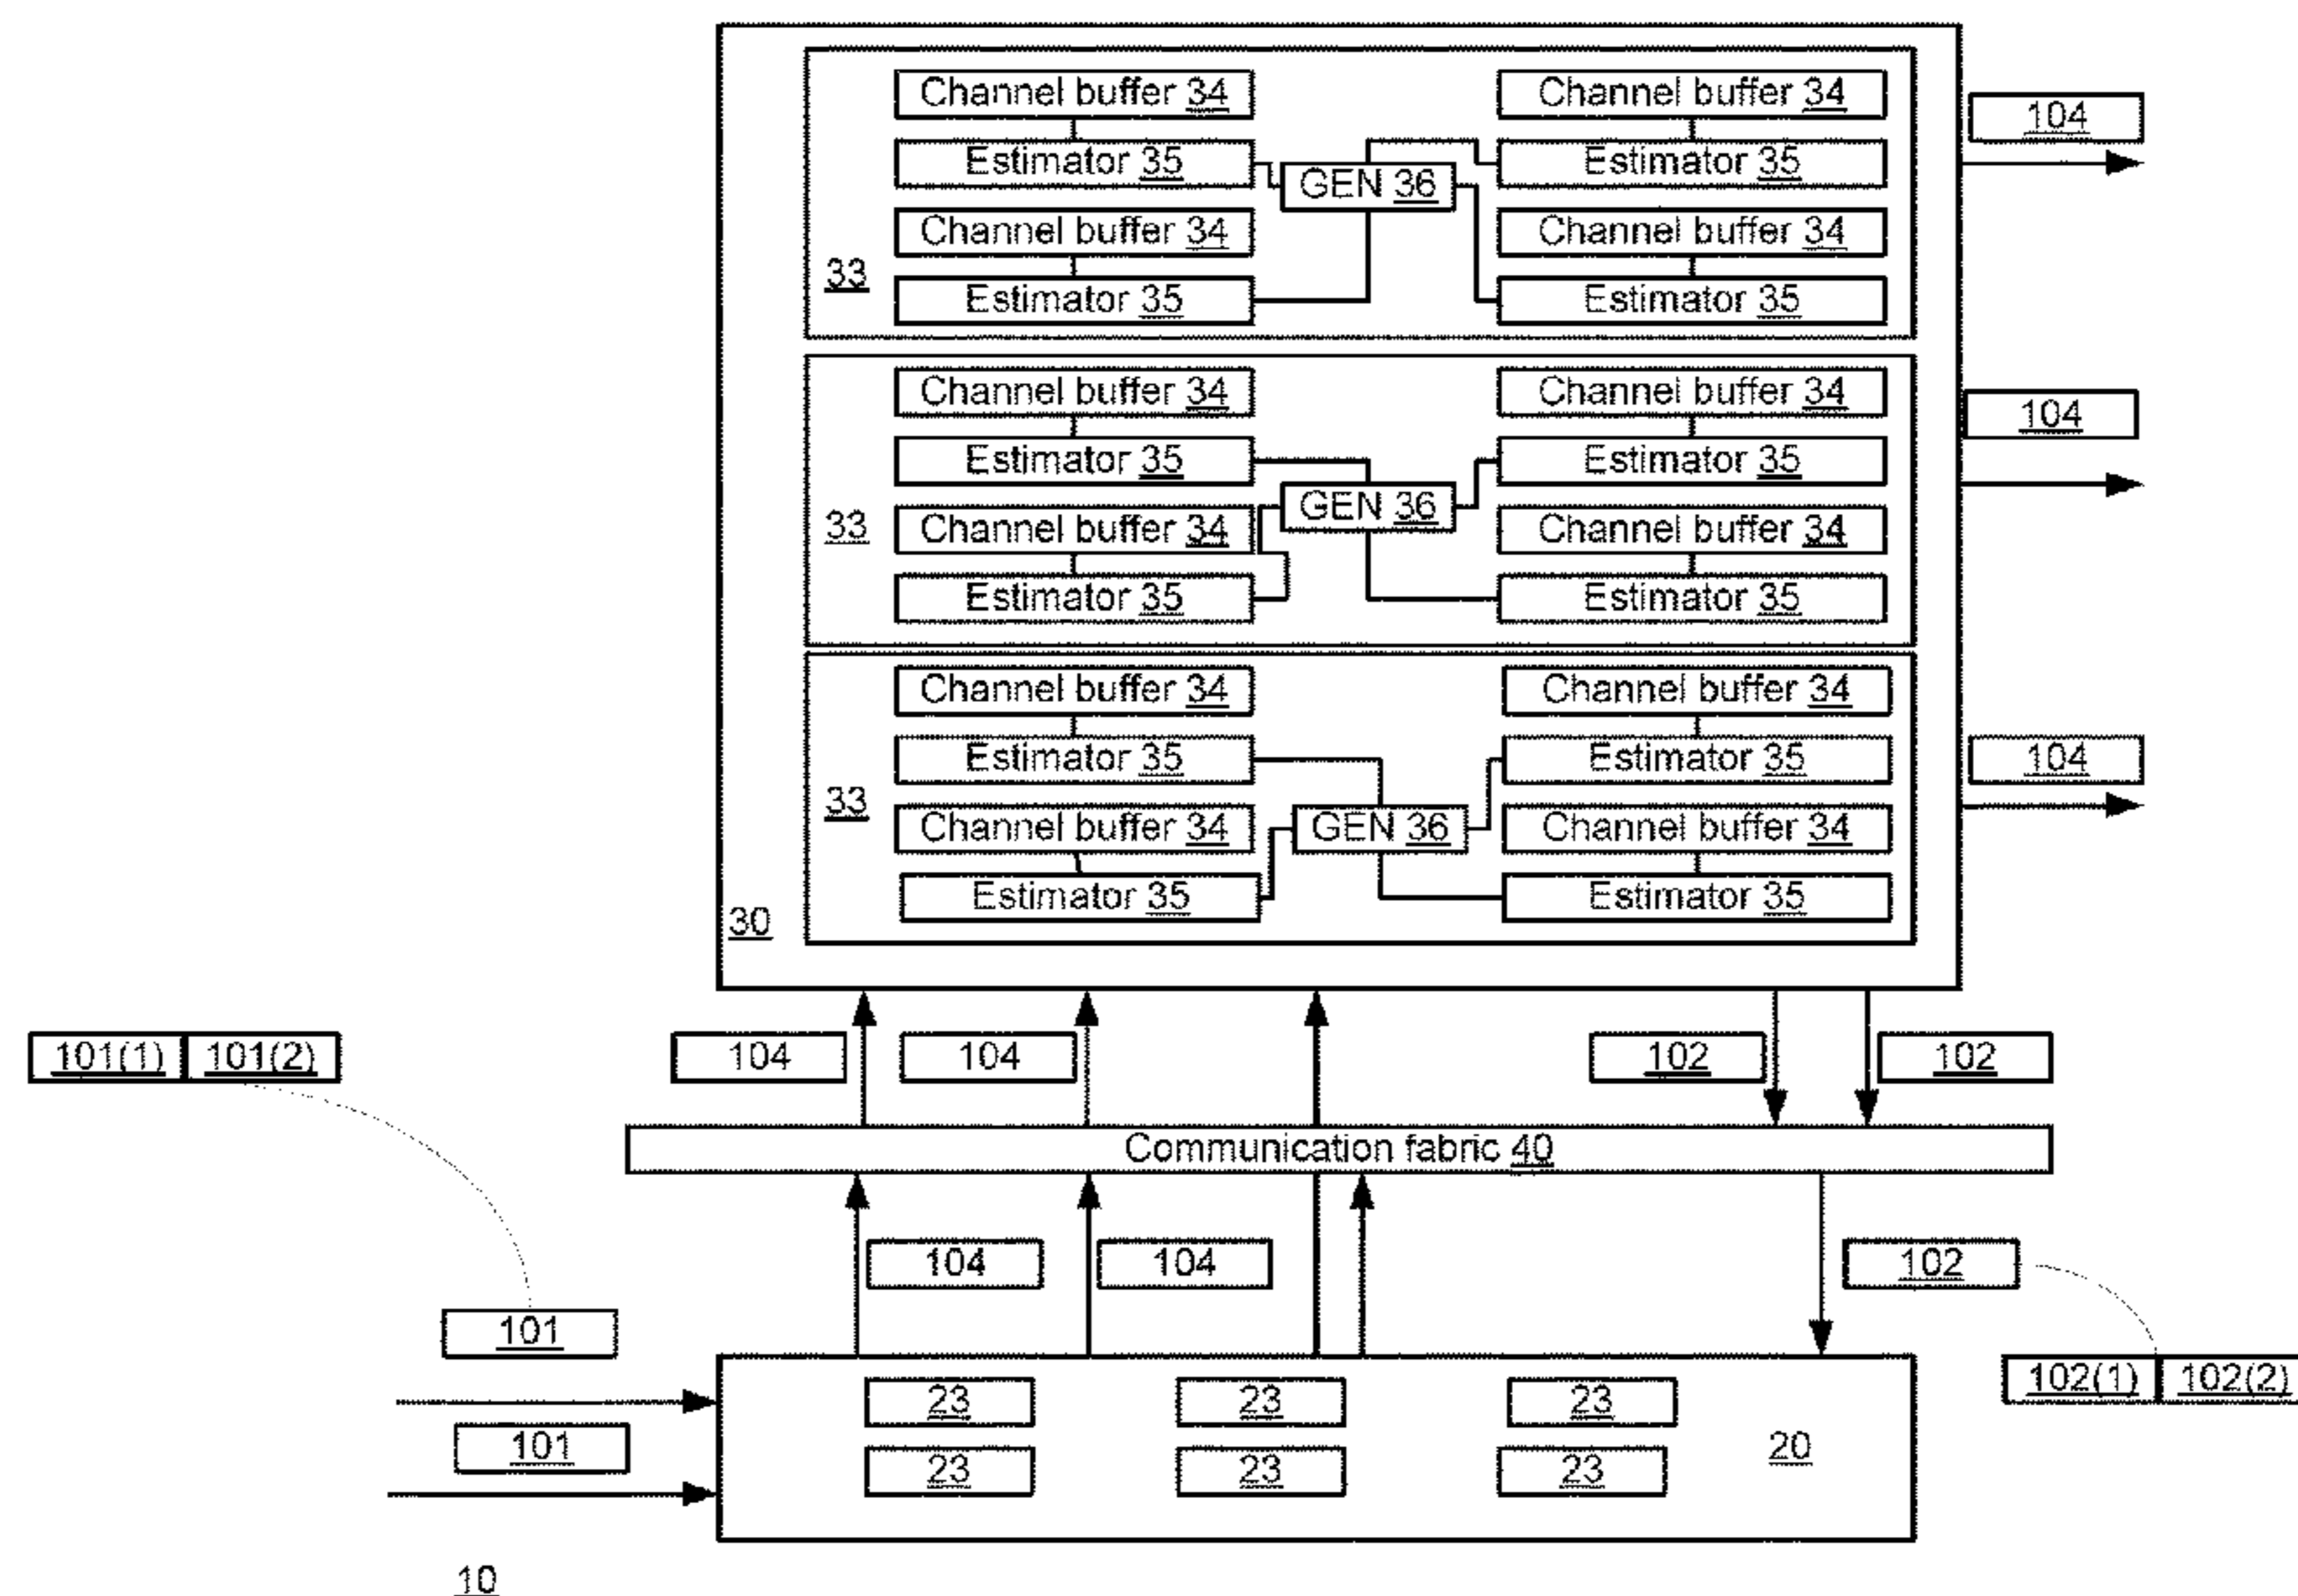 Channel buffer 34 Channel buffer 34 104
Estimator 35 Estimator 35
GEN 36
Channel buffer 34 Channel buffer 34
33
Estimator 35 Estimator 35
Channel buffer 34 Channel buffer 34
104
Estimator 35 Estimator 35
GEN 36
33 Channel buffer 34 Channel buffer 34
Estimator 35 Estimator 35
Channel buffer 34 Channel buffer 34
Estimator 35 Estimator 35 104
33
Channel buffer 34 GEN 36 Channel buffer 34
Estimator 35 Estimator 35
30
101(1) 101(2) 104 104 102 102
Communication fabric 40
104 104 102
101
102(1) 102(2)
23 23 23
101 20
23 23 23
10